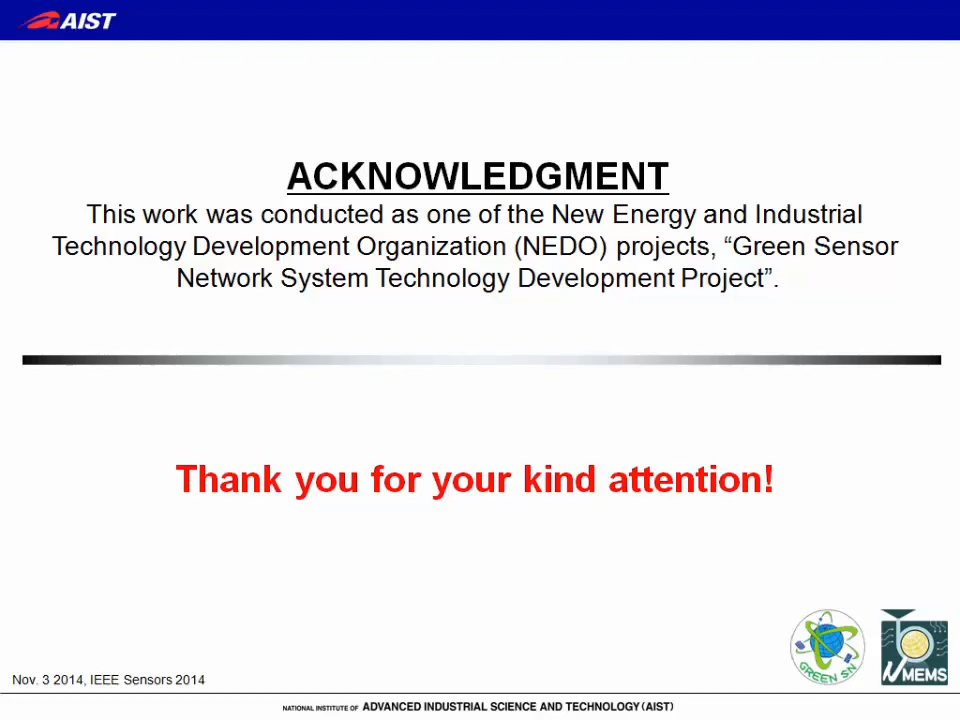 AIST
ACKNOWLEDGMENT
This work was conducted as one of the New Energy and Industrial
Technology Development Organization (NEDO) projects, “Green Sensor
Network System Technology Development Project”.
Thank you for your kind attention!
GREEN SN
MEMS
Nov. 3 2014, IEEE Sensors 2014
NATIONAL INSTITUTE OF ADVANCED INDUSTRIAL SCIENCE AND TECHNOLOGY (AIST)